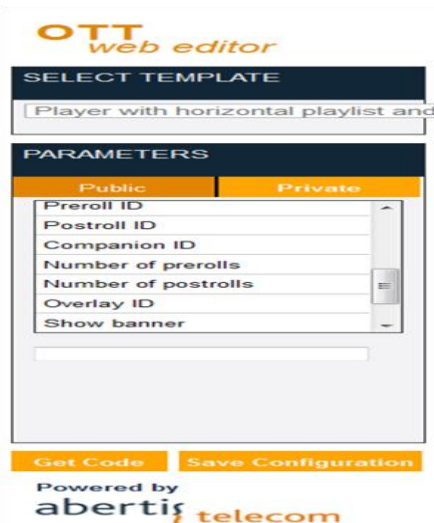 OTT
web editor
SELECT TEMPLATE
Player with horizontal playlist and
PARAMETERS
Public Private
Preroll ID
Postroll ID
Companion ID
Number of prerolls
Number of postrolls
Overlay ID
Show banner
Get Code Save Configuration
Powered by
abertis telecom